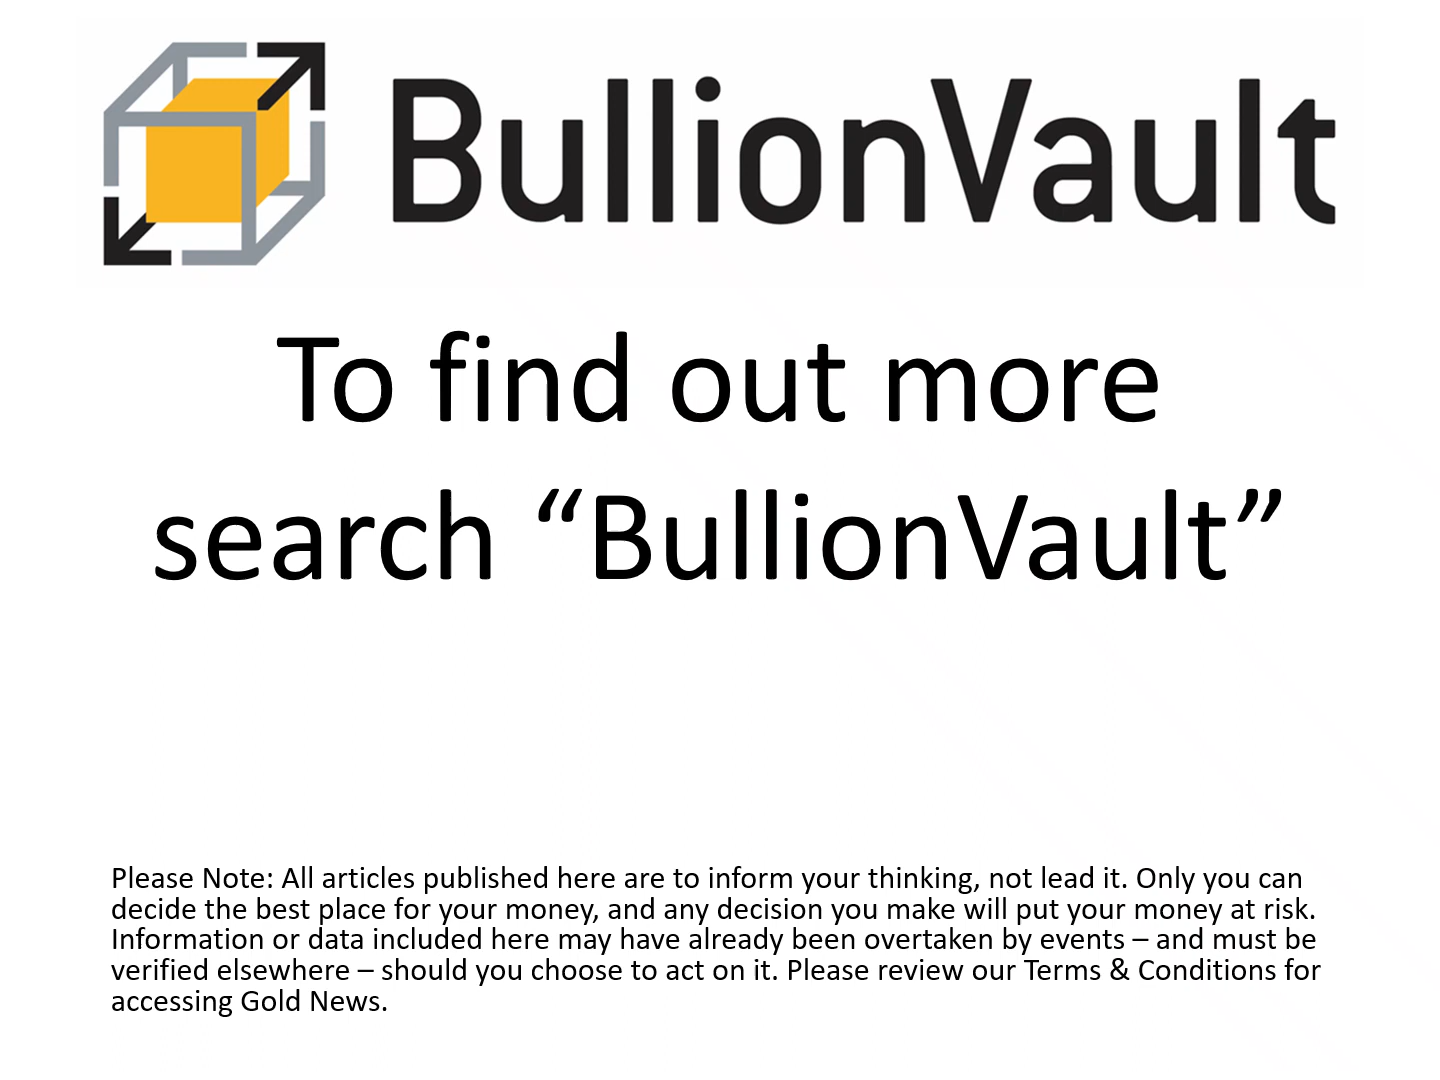 BullionVault
To find out more
search “BullionVault”
Please Note: All articles published here are to inform your thinking, not lead it. Only you can
decide the best place for your money, and any decision you make will put your money at risk.
Information or data included here may have already been overtaken by events – and must be
verified elsewhere – should you choose to act on it. Please review our Terms & Conditions for
accessing Gold News.